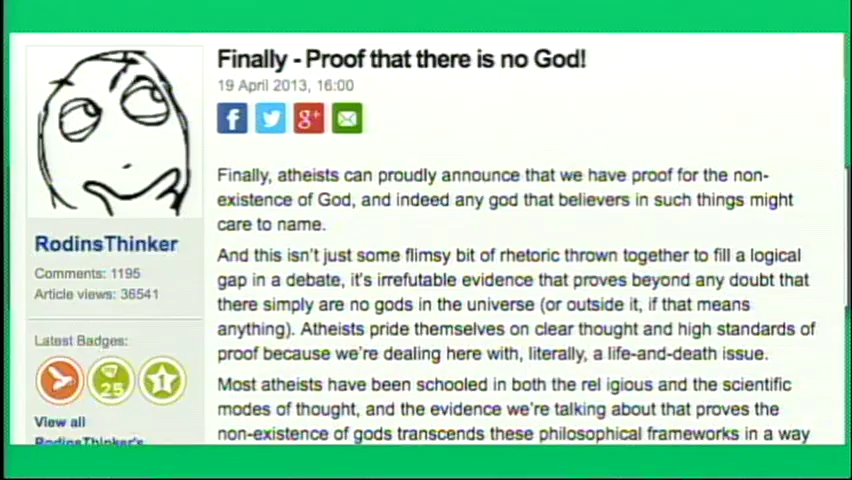 Finally - Proof that there is no God!
19 April 2013, 16:00
f
g+
Finally, atheists can proudly announce that we have proof for the non-
existence of God, and indeed any god that believers in such things might
care to name.
And this isn't just some flimsy bit of rhetoric thrown together to fill a logical
gap in a debate, it's irrefutable evidence that proves beyond any doubt that
there simply are no gods in the universe (or outside it, if that means
anything). Atheists pride themselves on clear thought and high standards of
proof because we're dealing here with, literally, a life-and-death issue.
Most atheists have been schooled in both the rel igious and the scientific
modes of thought, and the evidence we're talking about that proves the
non-existence of gods transcends these philosophical frameworks in a way
RodinsThinker
Comments: 1195
Article views: 36541
Latest Badges:
25
1
View all
RodinsThinker's